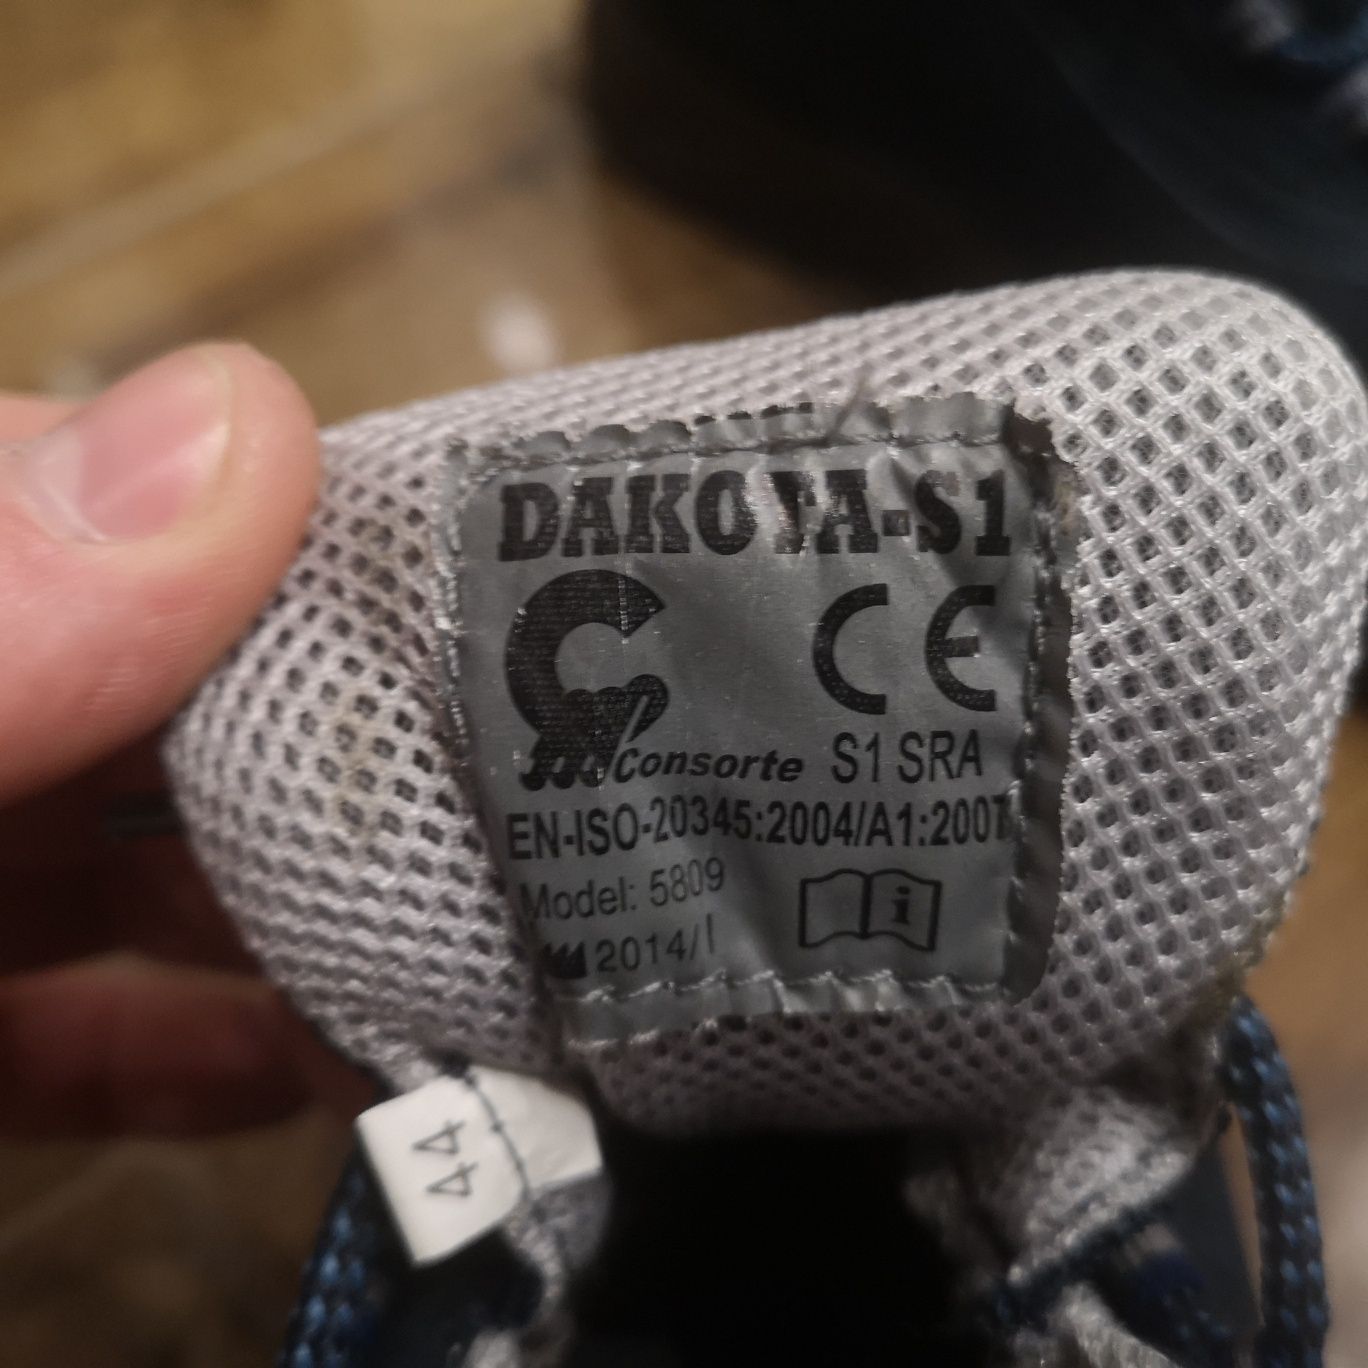 DAKOTA-S1
CE
Consorte S1 SRA
EN-ISO-20345:2004/A1:2007
Model: 5809
i
2014/I
44